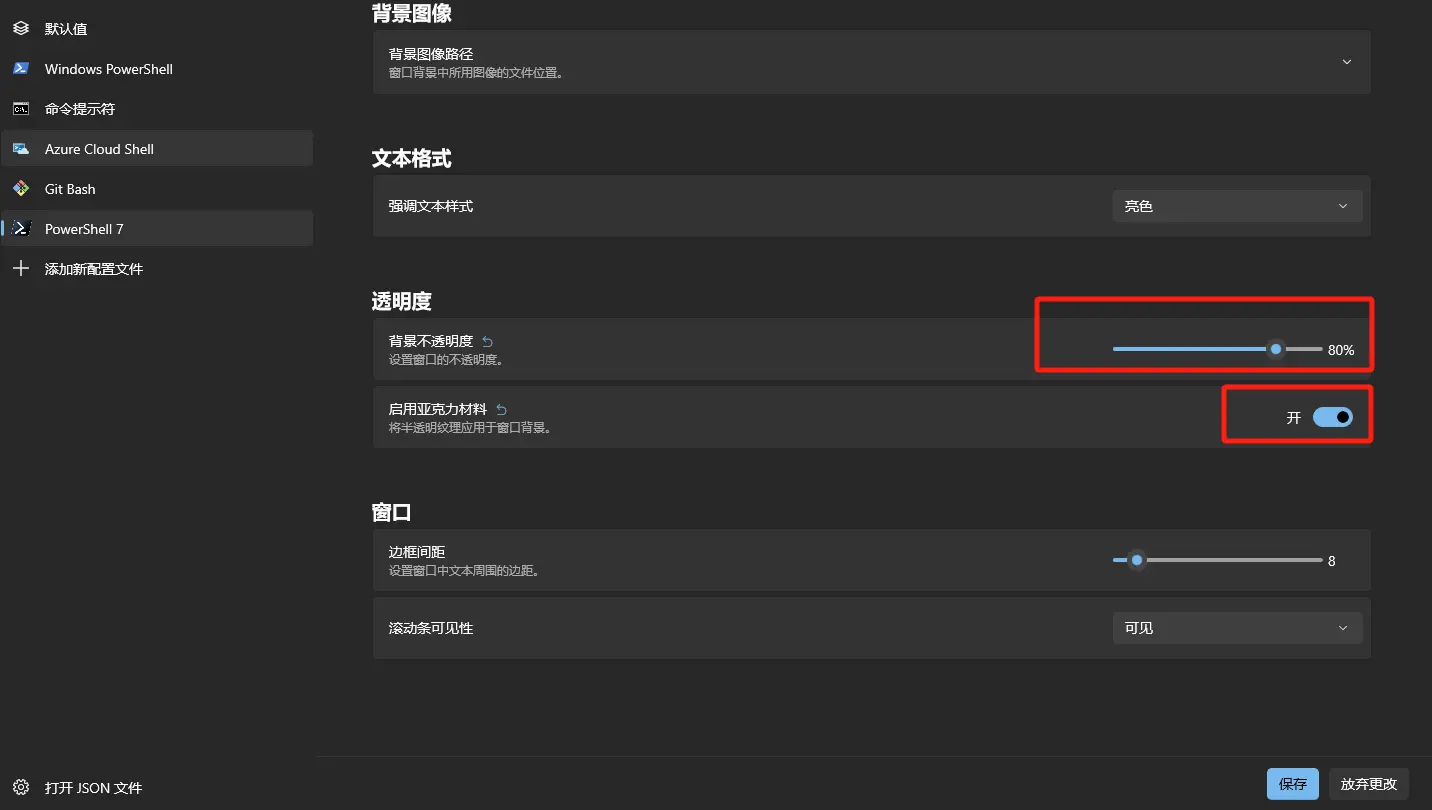 默认值
Windows PowerShell
命令提示符
Azure Cloud Shell
Git Bash
PowerShell 7
添加新配置文件
打开 JSON 文件
背景图像
背景图像路径
窗口背景中所用图像的文件位置。
文本格式
强调文本样式
亮色
透明度
背景不透明度
设置窗口的不透明度。
80%
启用亚克力材料
将半透明纹理应用于窗口背景。
开
窗口
边框间距
设置窗口中文本周围的边距。
8
滚动条可见性
可见
保存
放弃更改